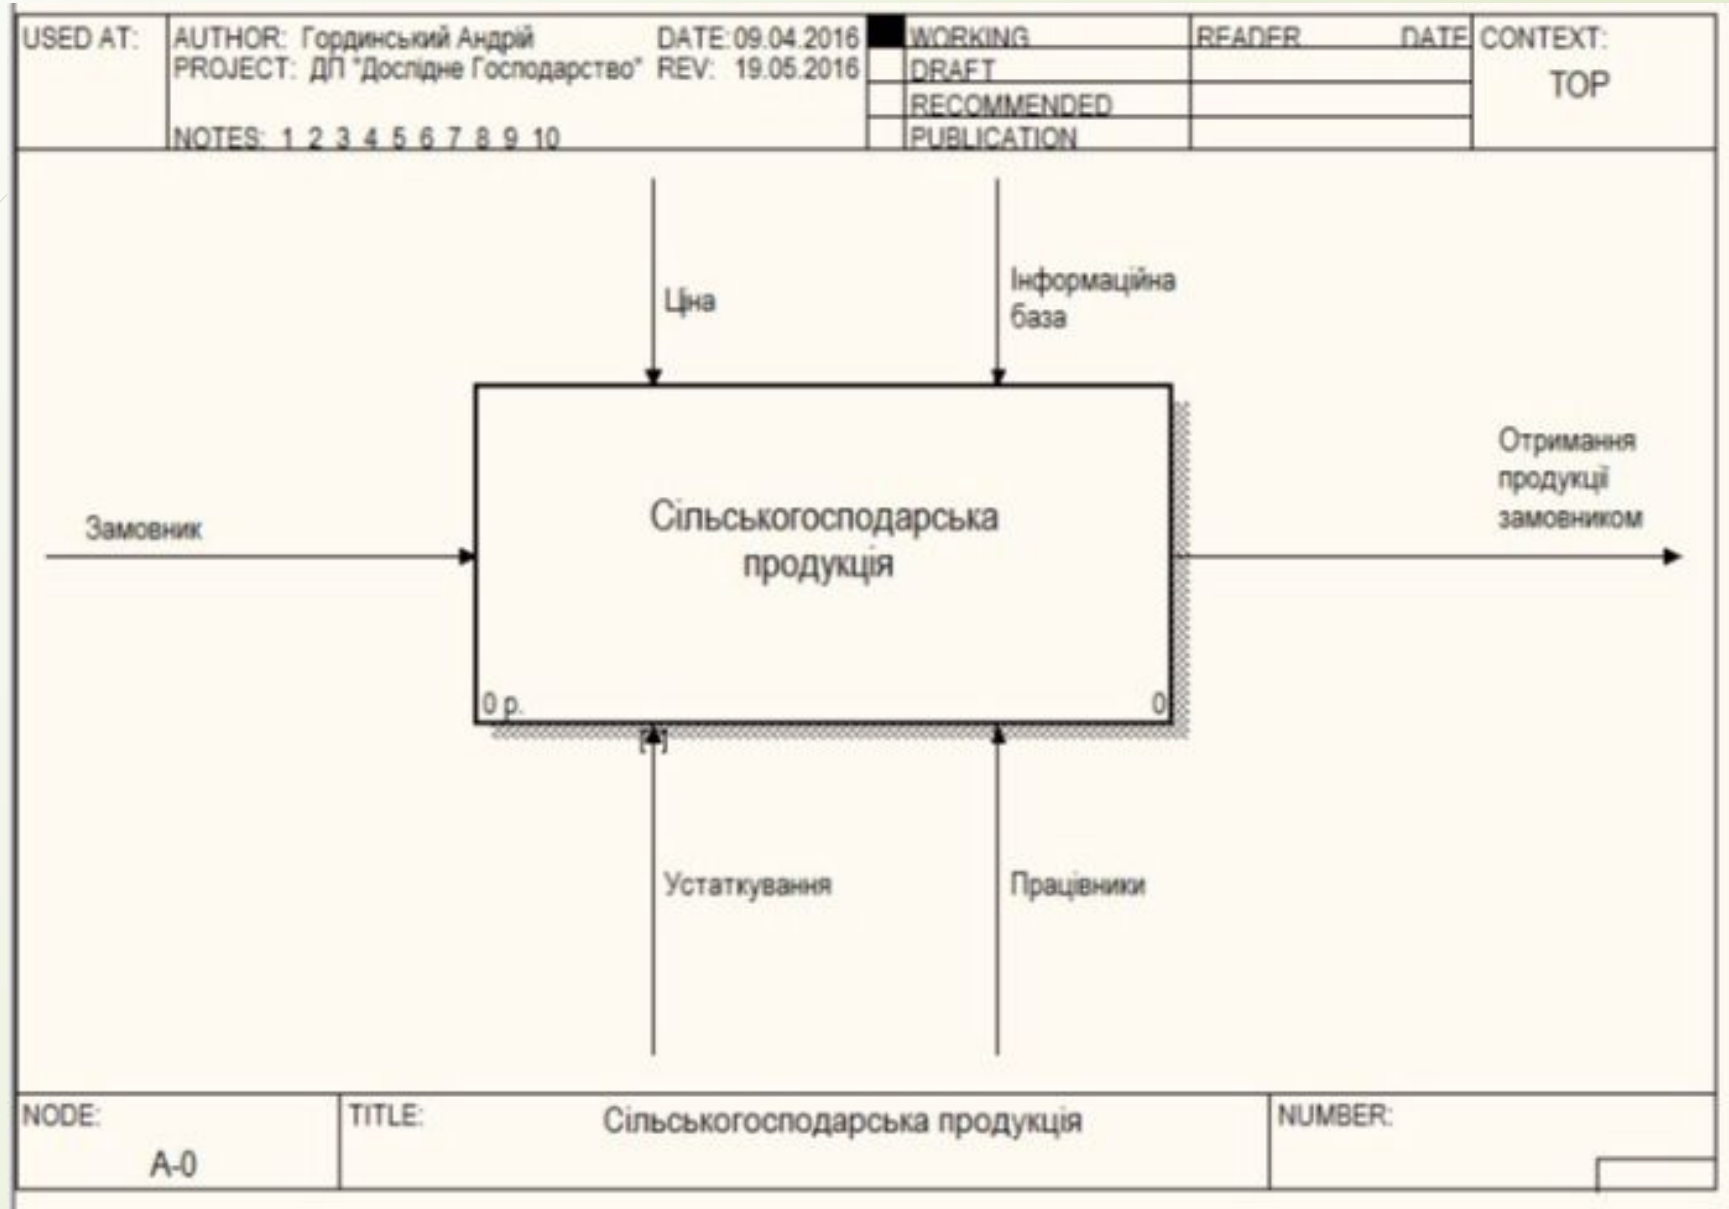 USED AT:
AUTHOR: Гординський Андрій
DATE: 09.04.2016
PROJECT: ДП "Дослідне Господарство"
REV: 19.05.2016
NOTES: 1 2 3 4 5 6 7 8 9 10
WORKING
DRAFT
RECOMMENDED
PUBLICATION
READER
DATE
CONTEXT:
TOP
Ціна
Інформаційна
база
Замовник
Сільськогосподарська
продукція
0 р.
0
Отримання
продукції
замовником
Устаткування
Працівники
NODE:
A-0
TITLE:
Сільськогосподарська продукція
NUMBER: